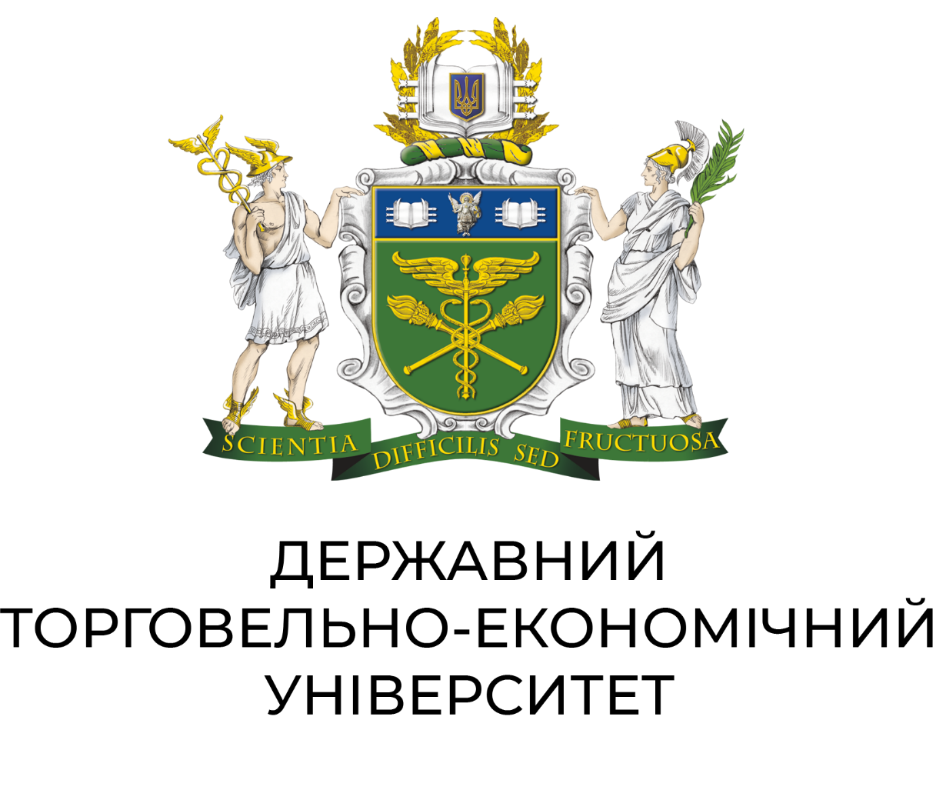 SCIENTIA DIFFICILIS SED FRUCTUOSA
ДЕРЖАВНИЙ
ТОРГОВЕЛЬНО-ЕКОНОМІЧНИЙ
УНІВЕРСИТЕТ